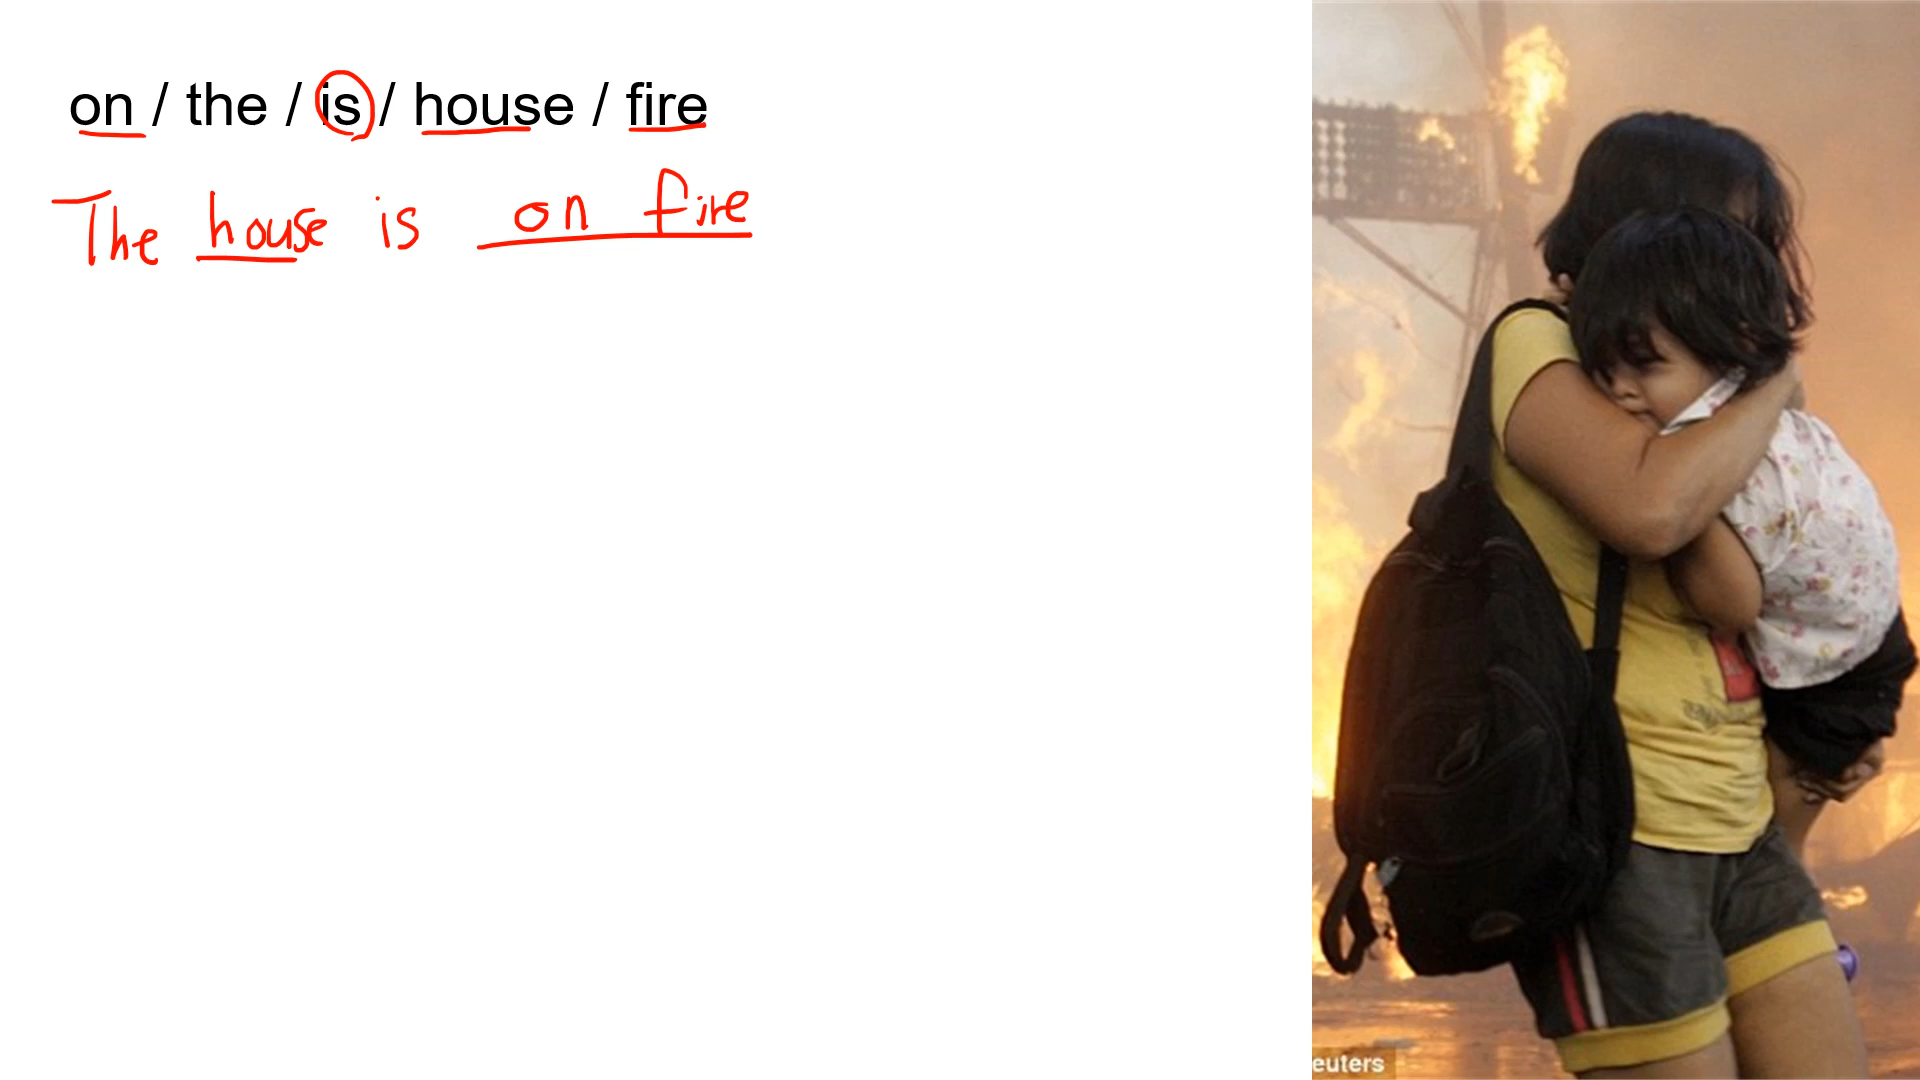 on / the / is / house / fire
The house is on fire
euters